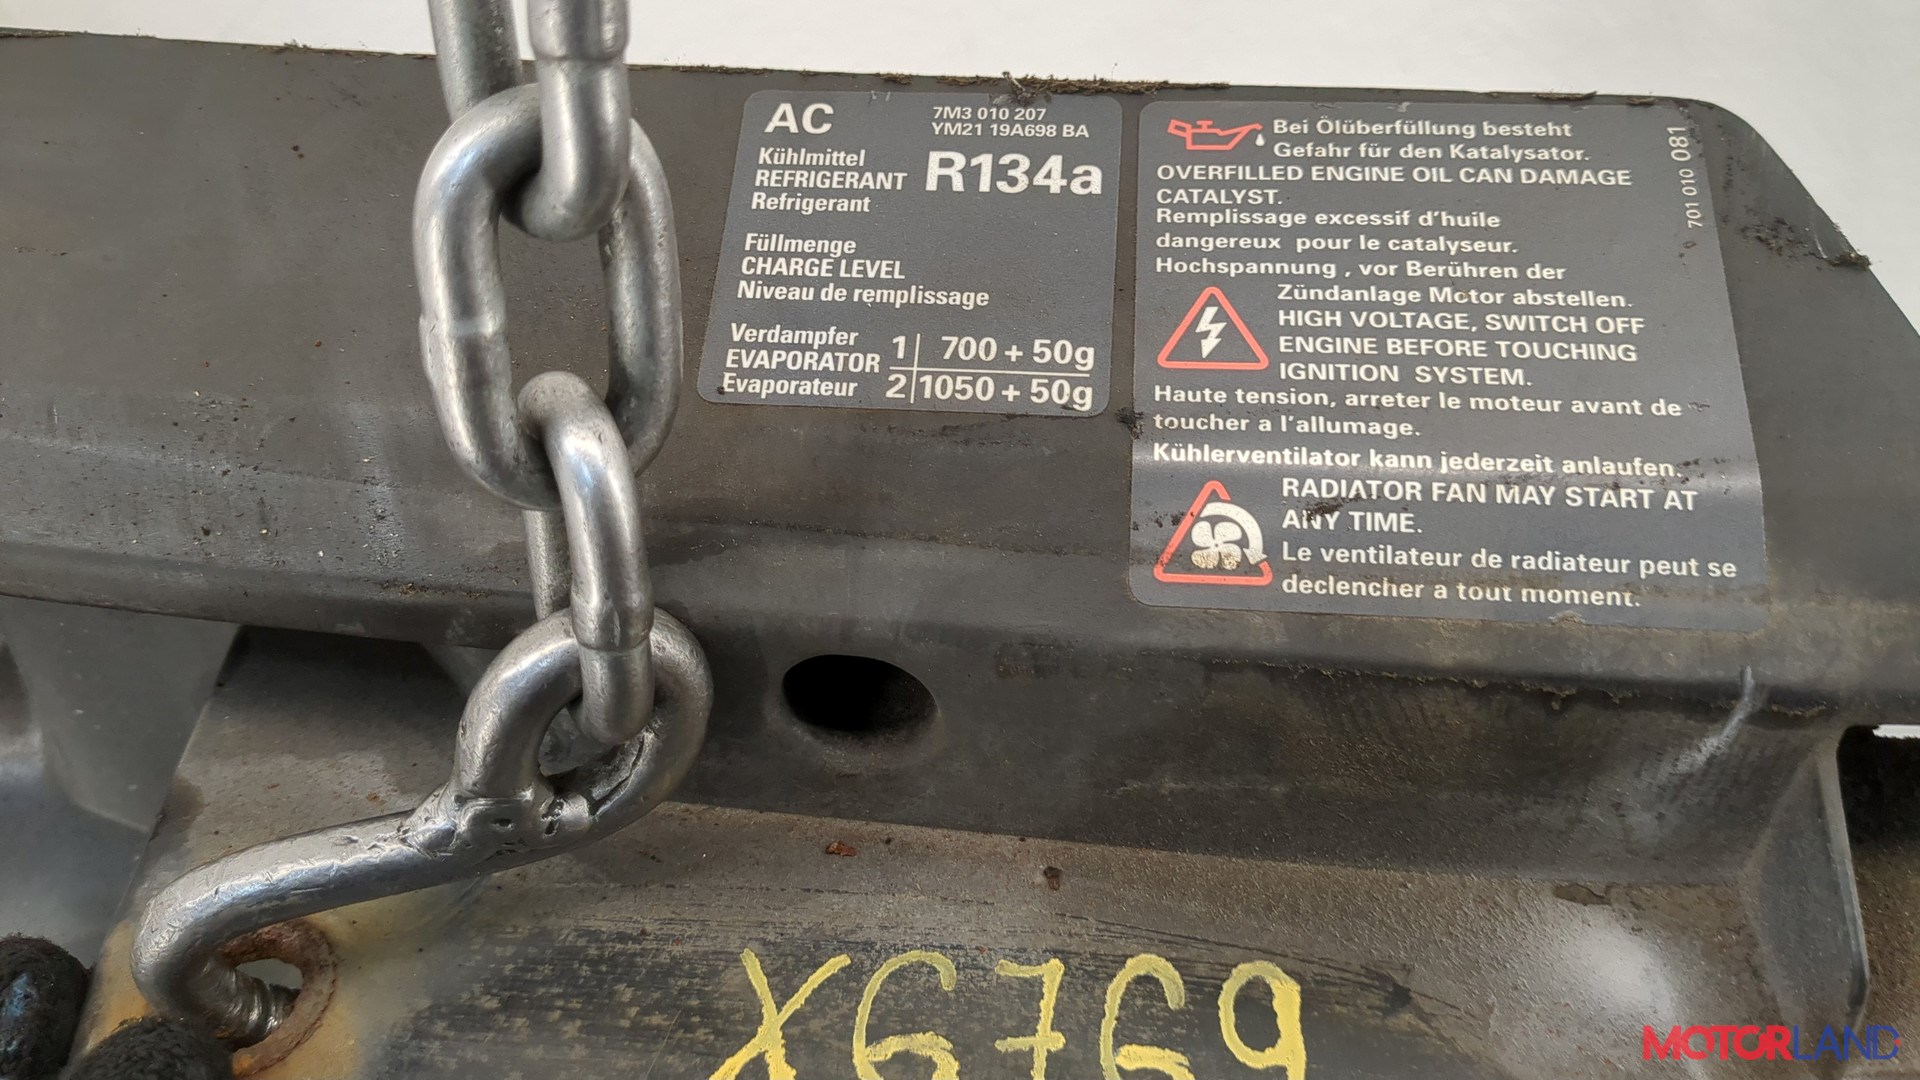 AC
7M3 010 207
YM21 19A698 BA
Kühlmittel
REFRIGERANT
Refrigerant
R134a
Füllmenge
CHARGE LEVEL
Niveau de remplissage
Verdampfer
EVAPORATOR
Evaporateur
1 700 + 50g
2 1050 + 50g
Bei Ölüberfüllung besteht
Gefahr für den Katalysator.
OVERFILLED ENGINE OIL CAN DAMAGE
CATALYST.
Remplissage excessif d'huile
dangereux pour le catalyseur.
Hochspannung , vor Berühren der
Zündanlage Motor abstellen.
HIGH VOLTAGE, SWITCH OFF
ENGINE BEFORE TOUCHING
IGNITION SYSTEM.
Haute tension, arreter le moteur avant de
toucher a l'allumage.
Kühlerventilator kann jederzeit anlaufen.
RADIATOR FAN MAY START AT
ANY TIME.
Le ventilateur de radiateur peut se
declencher a tout moment.
701 010 081
XG7G9
MOTORLAND